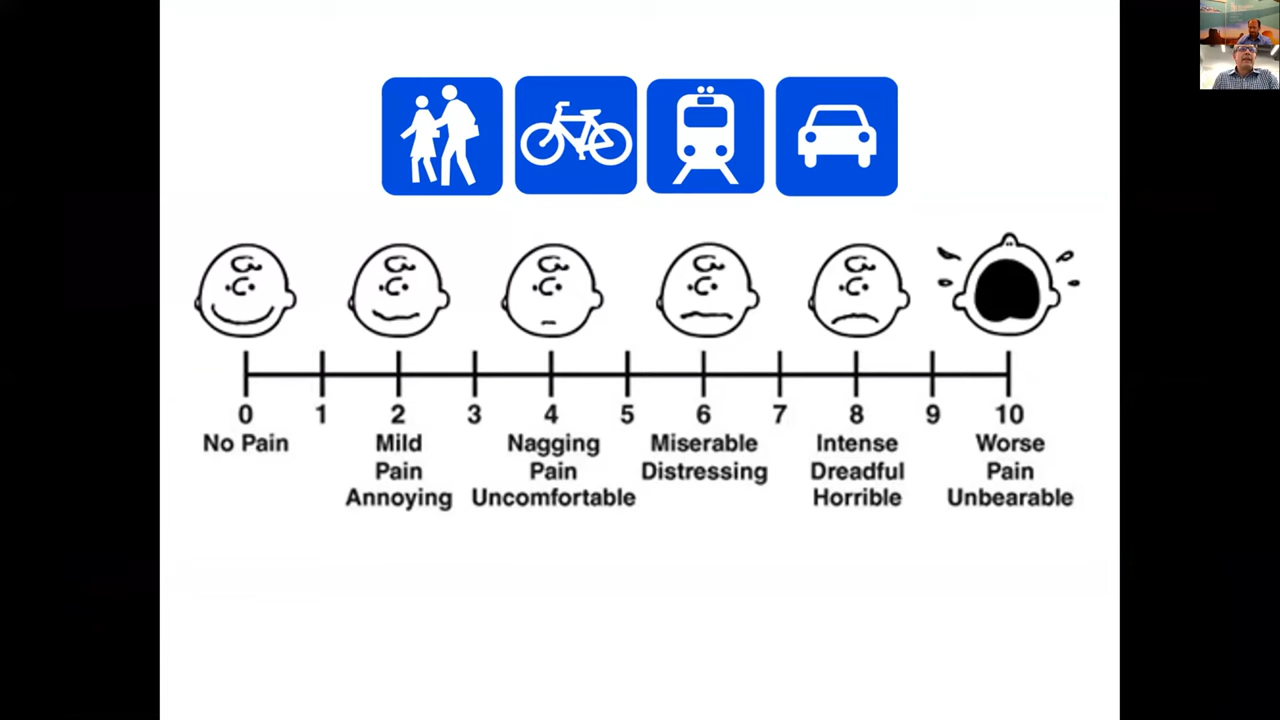 0 1 2 3 4 5 6 7 8 9 10
No Pain Mild Nagging Miserable Intense Worse
Pain Pain Distressing Dreadful Pain
Annoying Uncomfortable Horrible Unbearable